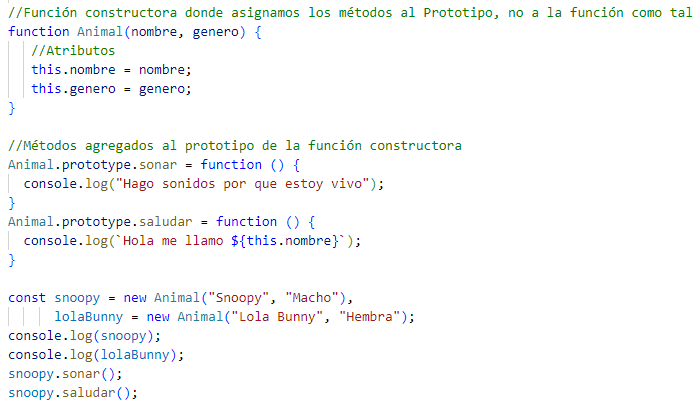 //Función constructora donde asignamos los métodos al Prototipo, no a la función como tal
function Animal(nombre, genero) {
//Atributos
this.nombre = nombre;
this.genero = genero;
}
//Métodos agregados al prototipo de la función constructora
Animal.prototype.sonar = function () {
console.log("Hago sonidos por que estoy vivo");
}
Animal.prototype.saludar = function () {
console.log(`Hola me llamo ${this.nombre}`);
}
const snoopy = new Animal("Snoopy", "Macho"),
lolaBunny = new Animal("Lola Bunny", "Hembra");
console.log(snoopy);
console.log(lolaBunny);
snoopy.sonar();
snoopy.saludar();